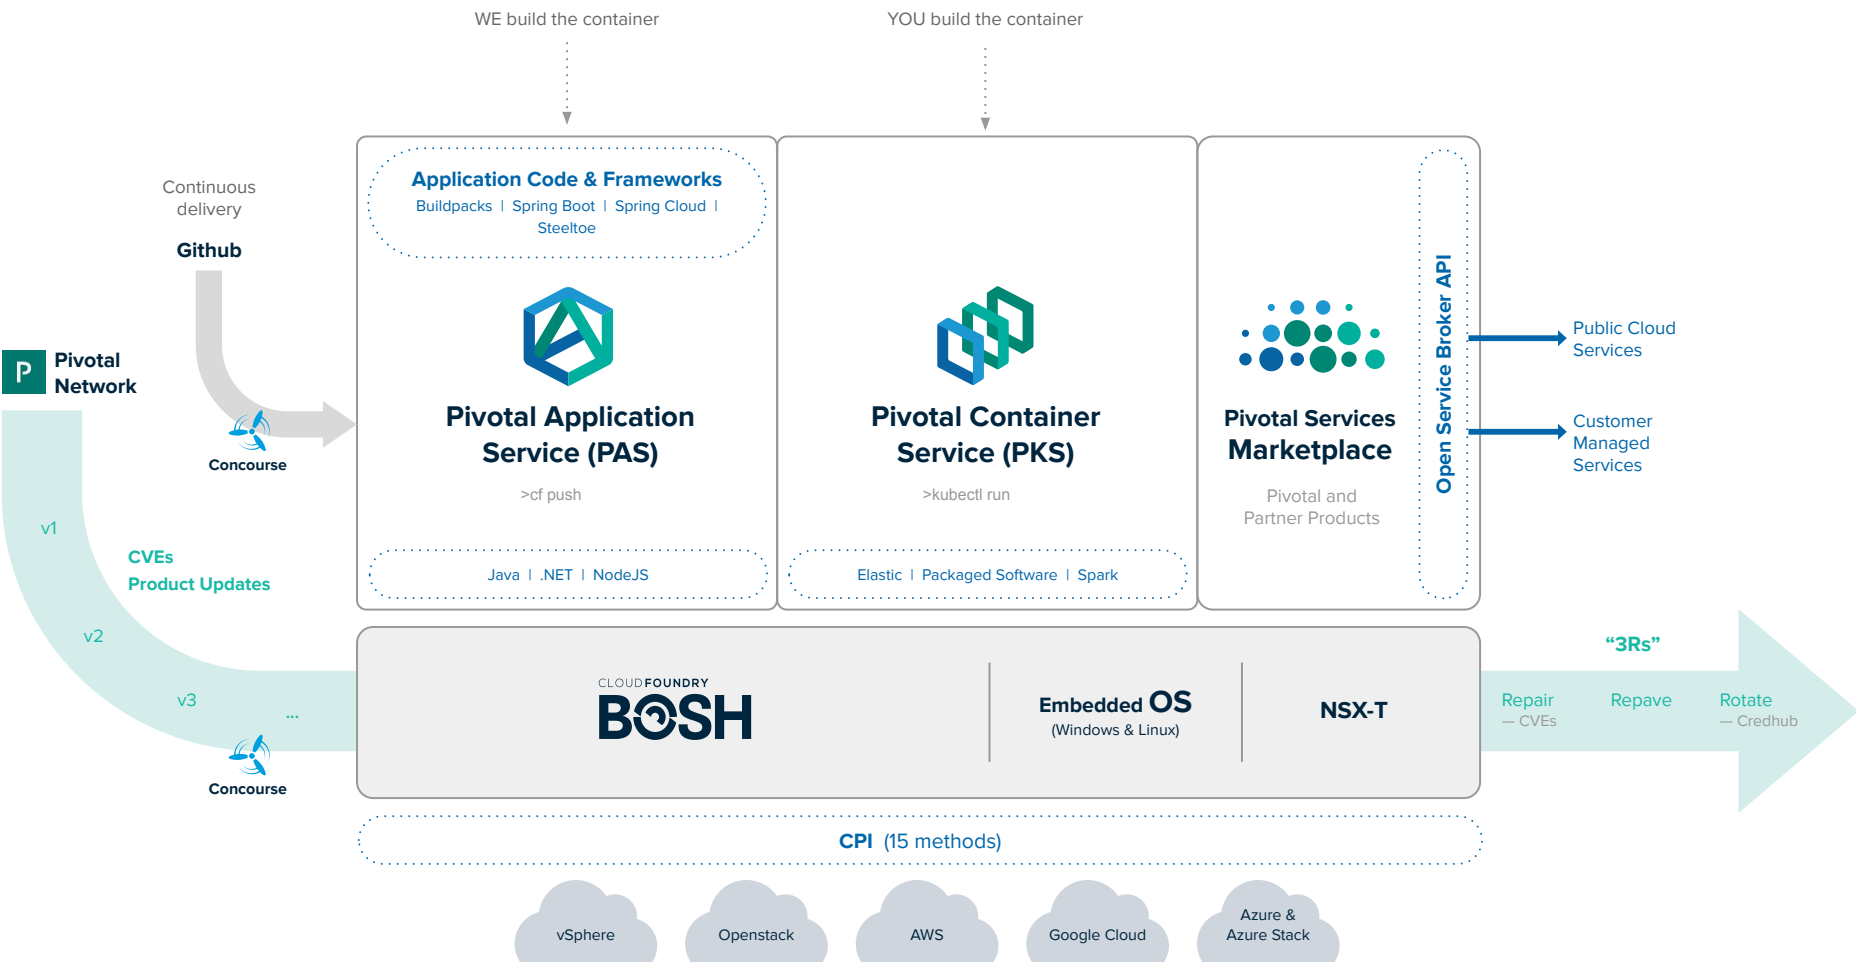 WE build the container
YOU build the container
Continuous
delivery
Github
Concourse
P
Pivotal
Network
v1
v2
v3
...
CVEs
Product Updates
Concourse
Application Code & Frameworks
Buildpacks | Spring Boot | Spring Cloud |
Steeltoe
Pivotal Application
Service (PAS)
>cf push
Java | .NET | NodeJS
Pivotal Container
Service (PKS)
>kubectl run
Elastic | Packaged Software | Spark
Pivotal Services
Marketplace
Pivotal and
Partner Products
Open Service Broker API
Public Cloud
Services
Customer
Managed
Services
CLOUDFOUNDRY
BOSH
Embedded OS
(Windows & Linux)
NSX-T
“3Rs”
Repair
— CVEs
Repave
Rotate
— Credhub
CPI (15 methods)
vSphere
Openstack
AWS
Google Cloud
Azure &
Azure Stack